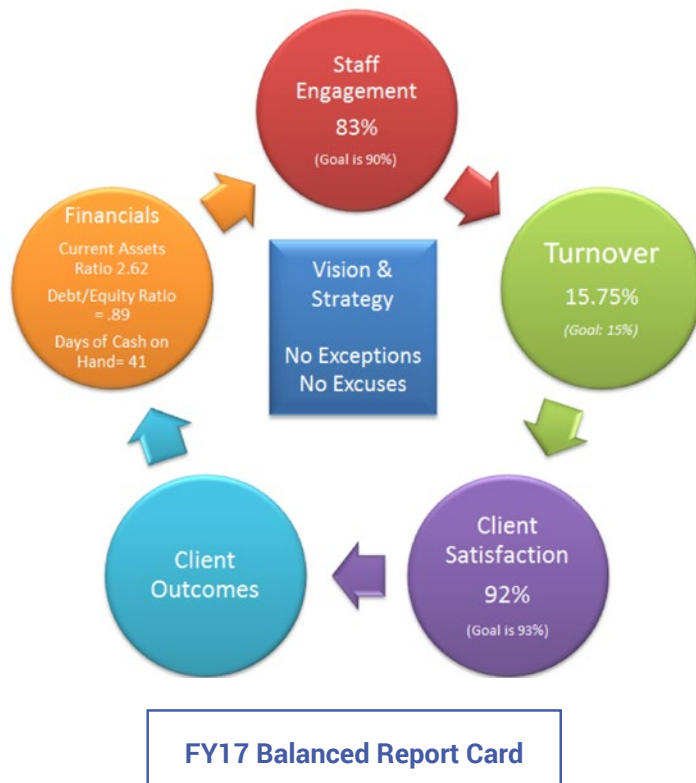 Staff
Engagement
83%
(Goal is 90%)
Financials
Current Assets
Ratio 2.62
Debt/Equity Ratio
= .89
Days of Cash on
Hand= 41
Vision &
Strategy
No Exceptions
No Excuses
Turnover
15.75%
(Goal: 15%)
Client
Outcomes
Client
Satisfaction
92%
(Goal is 93%)
FY17 Balanced Report Card